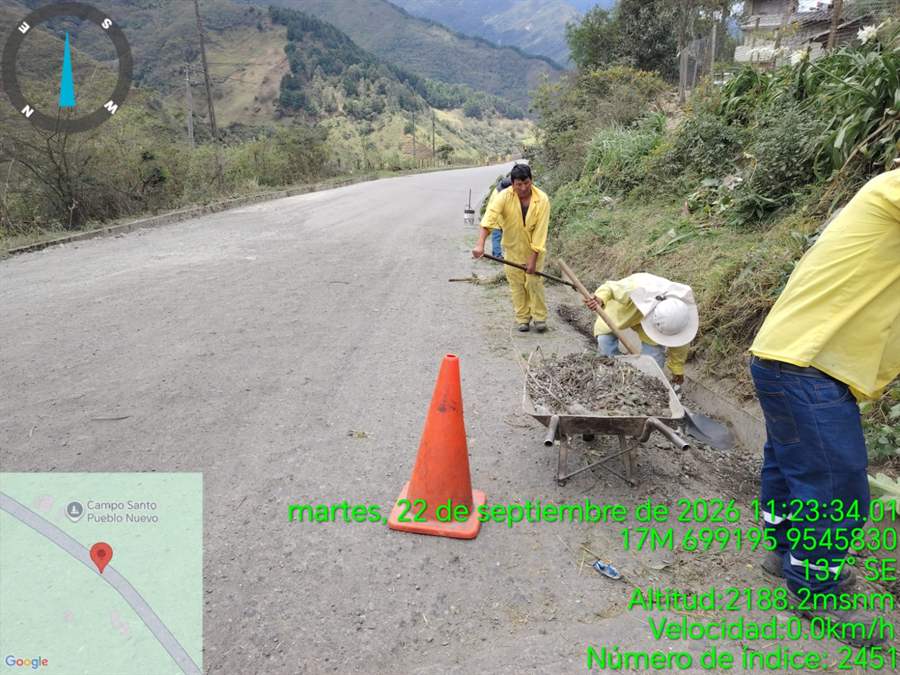 E
S
N
W
Campo Santo
Pueblo Nuevo
Google
martes, 22 de septiembre de 2026 11:23:34.01
17M 699195 9545830
137° SE
Altitud:2188.2msnm
Velocidad:0.0km/h
Número de índice: 2451